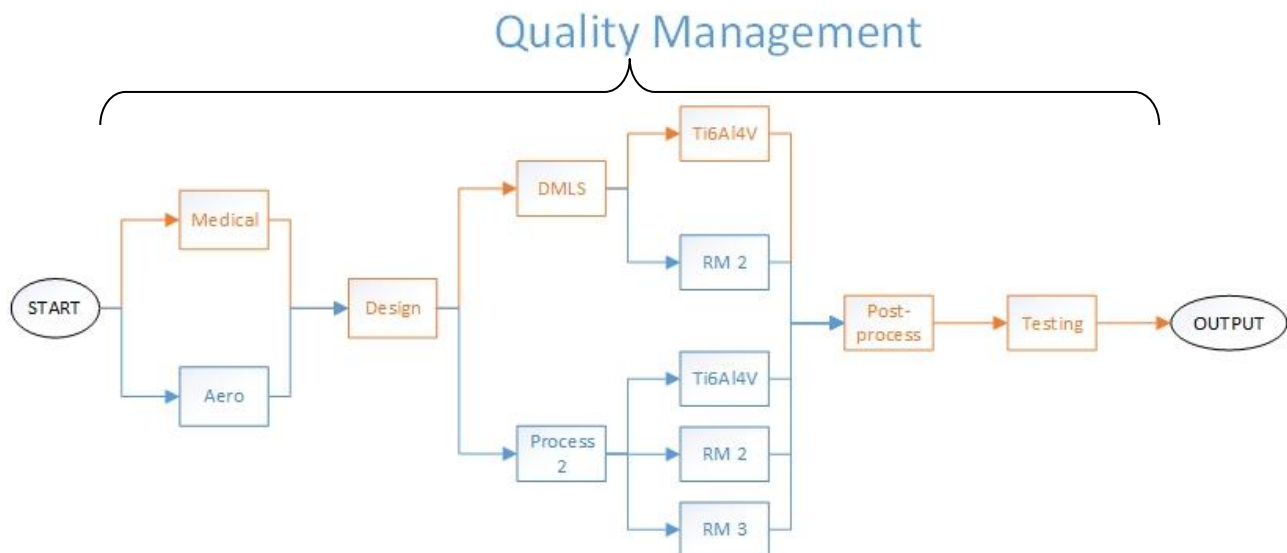 Quality Management
START
Medical
Aero
Design
DMLS
Process
2
Ti6Al4V
RM 2
Ti6Al4V
RM 2
RM 3
Post-
process
Testing
OUTPUT